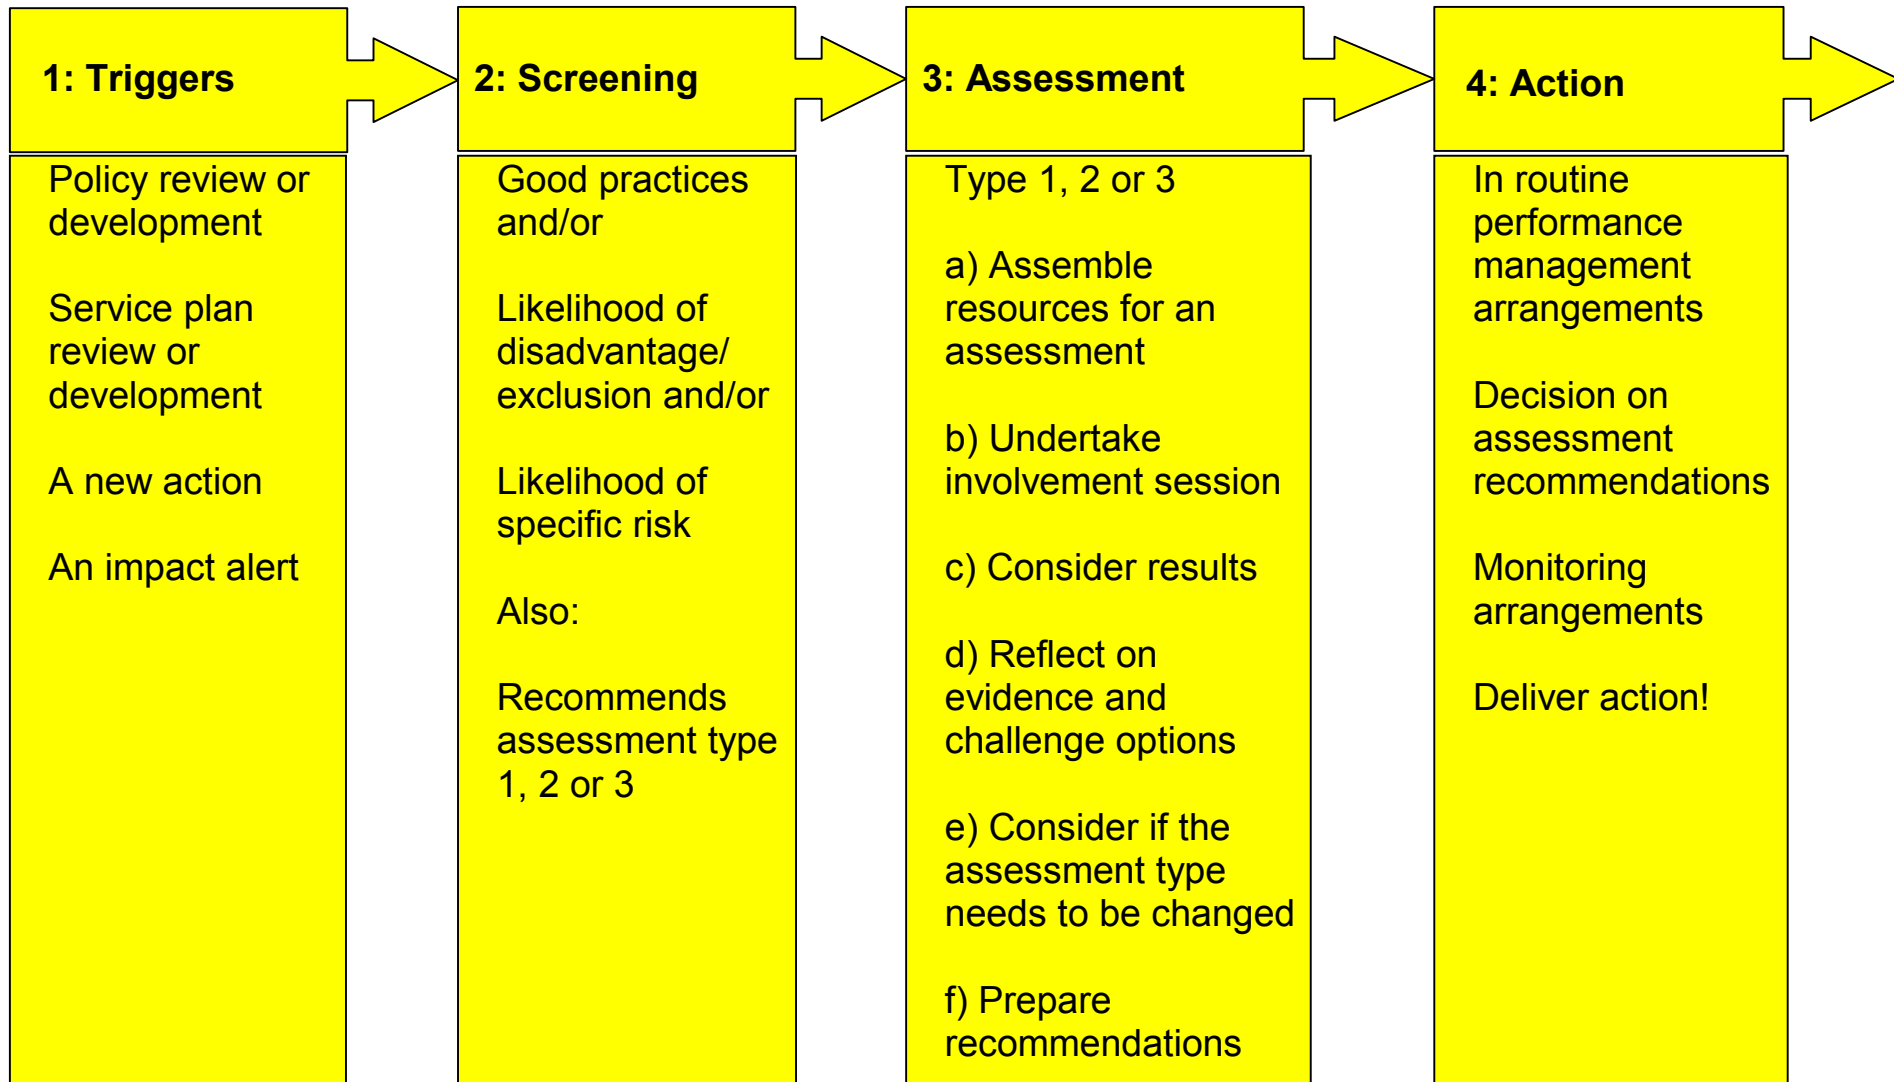 1: Triggers
Policy review or
development
Service plan
review or
development
A new action
An impact alert
2: Screening
Good practices
and/or
Likelihood of
disadvantage/
exclusion and/or
Likelihood of
specific risk
Also:
Recommends
assessment type
1, 2 or 3
3: Assessment
Type 1, 2 or 3
a) Assemble
resources for an
assessment
b) Undertake
involvement session
c) Consider results
d) Reflect on
evidence and
challenge options
e) Consider if the
assessment type
needs to be changed
f) Prepare
recommendations
4: Action
In routine
performance
management
arrangements
Decision on
assessment
recommendations
Monitoring
arrangements
Deliver action!